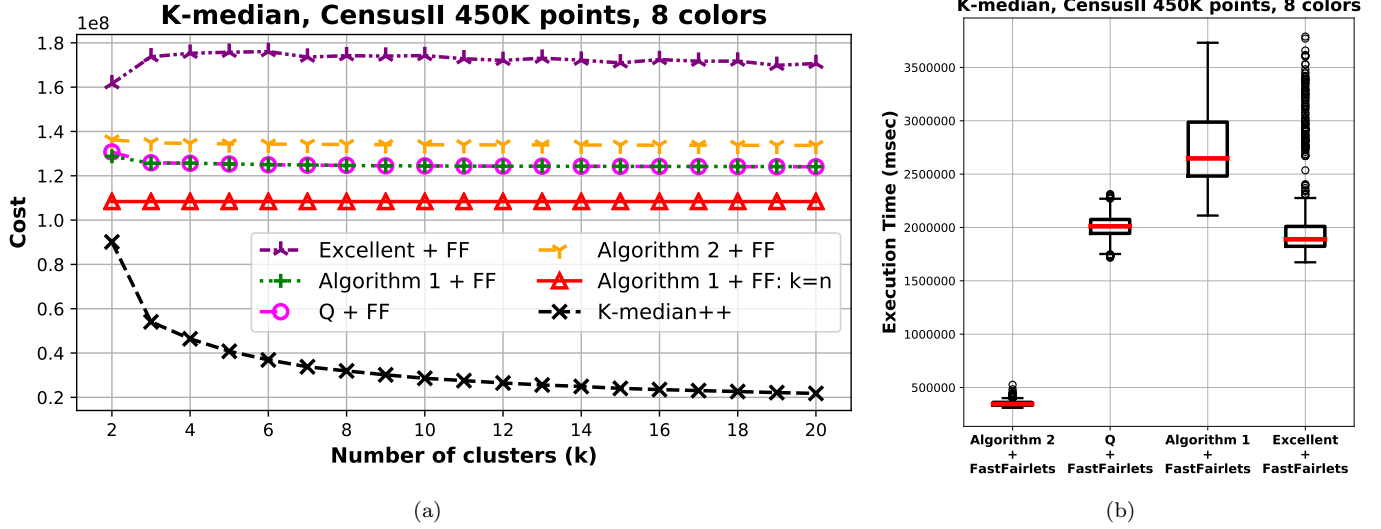 K-median, CensusII 450K points, 8 colors
1e8
1.8
1.6
1.4
1.2
1.0
0.8
0.6
0.4
0.2
Cost
Excellent + FF
Algorithm 1 + FF
Q + FF
Algorithm 2 + FF
Algorithm 1 + FF: k=n
K-median++
2 4 6 8 10 12 14 16 18 20
Number of clusters (k)
(a)
K-median, CensusII 450K points, 8 colors
3500000
3000000
2500000
2000000
1500000
1000000
500000
Execution Time (msec)
Algorithm 2 Q Algorithm 1 Excellent
+ + + +
FastFairlets FastFairlets FastFairlets FastFairlets
(b)